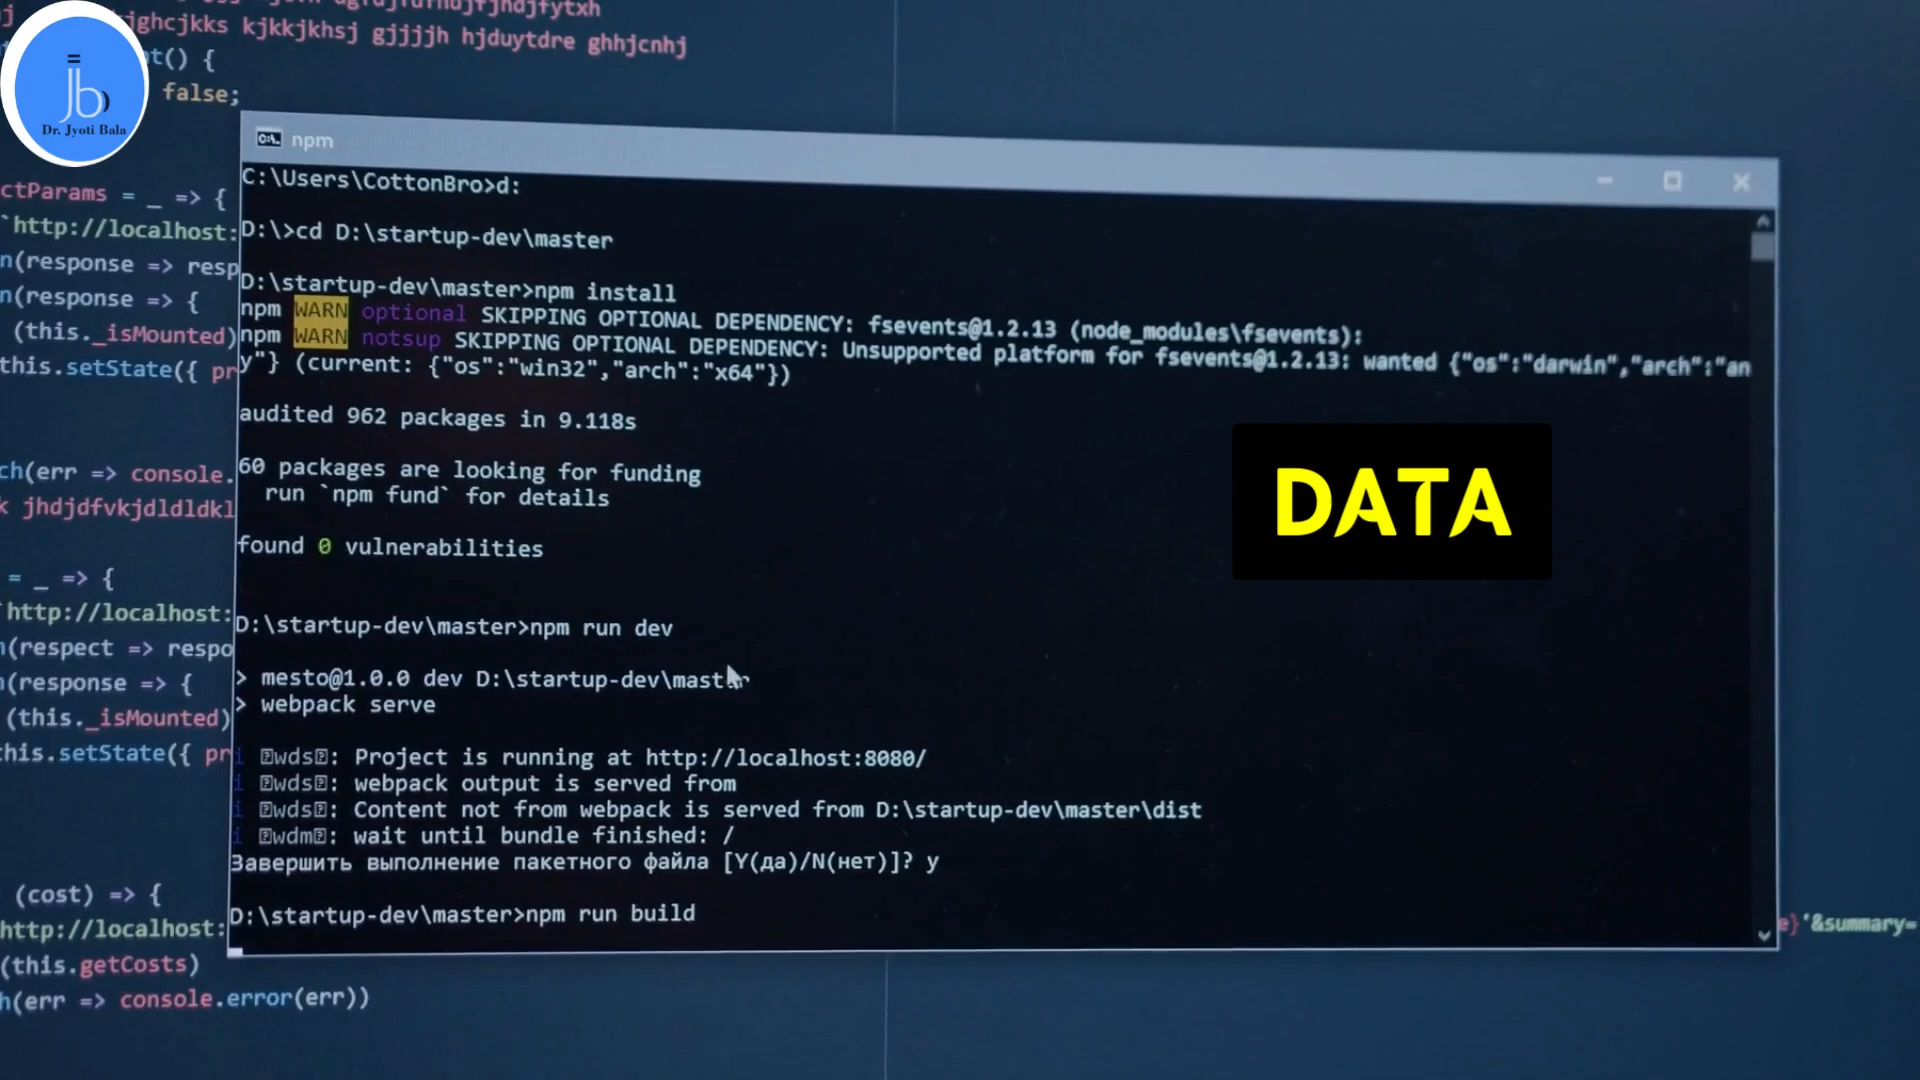 jghcjkks kjkkjkhsj gjjjjh hjduytdre ghhjcnhj
t() {
false;
Dr. Jyoti Bala
npm
C:\Users\CottonBro>d:
D:\>cd D:\startup-dev\master
D:\startup-dev\master>npm install
npm WARN optional SKIPPING OPTIONAL DEPENDENCY: fsevents@1.2.13 (node_modules\fsevents):
npm WARN notsup SKIPPING OPTIONAL DEPENDENCY: Unsupported platform for fsevents@1.2.13: wanted {"os":"darwin","arch":"an
y"} (current: {"os":"win32","arch":"x64"})
audited 962 packages in 9.118s
60 packages are looking for funding
run `npm fund` for details
found 0 vulnerabilities
D:\startup-dev\master>npm run dev
> mesto@1.0.0 dev D:\startup-dev\master
> webpack serve
i wds: Project is running at http://localhost:8080/
i wds: webpack output is served from
i wds: Content not from webpack is served from D:\startup-dev\master\dist
i wdm: wait until bundle finished: /
Завершить выполнение пакетного файла [Y(да)/N(нет)]? y
D:\startup-dev\master>npm run build
DATA
ctParams = _ => {
`http://localhost:
n(response => resp
n(response => {
(this._isMounted)
this.setState({ pr
ch(err => console.
k jhdjdfvkjdldldkl
= _ => {
`http://localhost:
n(respect => respo
n(response => {
(this._isMounted)
this.setState({ pr
(cost) => {
http://localhost:
(this.getCosts)
h(err => console.error(err))
e}'&summary=